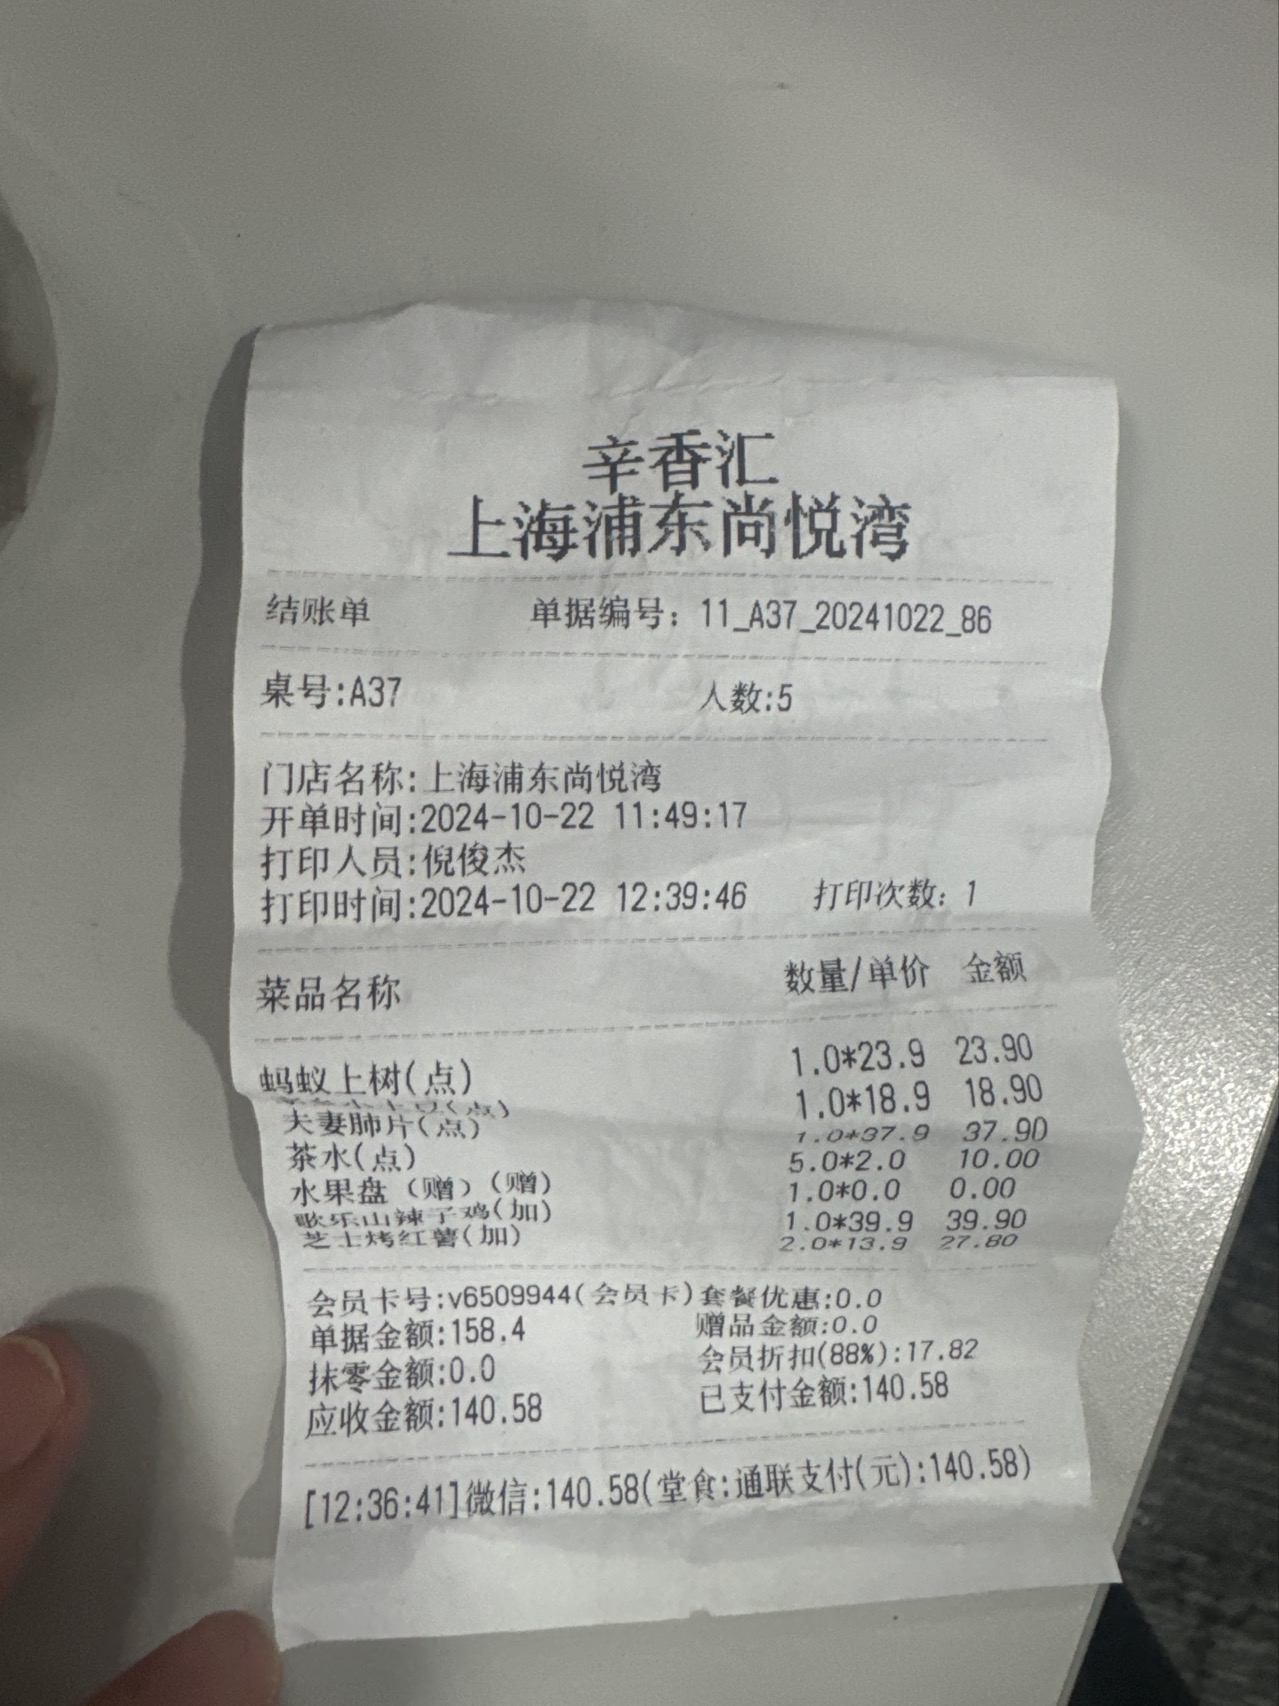 辛香汇
上海浦东尚悦湾
结账单 单据编号：11_A37_20241022_86
桌号:A37 人数:5
门店名称:上海浦东尚悦湾
开单时间:2024-10-22 11:49:17
打印人员:倪俊杰
打印时间:2024-10-22 12:39:46 打印次数：1
菜品名称 数量/单价 金额
蚂蚁上树(点) 1.0*23.9 23.90
(点) 1.0*18.9 18.90
夫妻肺片(点) 1.0*37.9 37.90
茶水(点) 5.0*2.0 10.00
水果盘（赠）(赠) 1.0*0.0 0.00
歌乐山辣子鸡(加) 1.0*39.9 39.90
芝士烤红薯(加) 2.0*13.9 27.80
会员卡号:v6509944(会员卡) 套餐优惠:0.0
单据金额:158.4 赠品金额:0.0
抹零金额:0.0 会员折扣(88%):17.82
应收金额:140.58 已支付金额:140.58
[12:36:41]微信:140.58(堂食:通联支付(元):140.58)